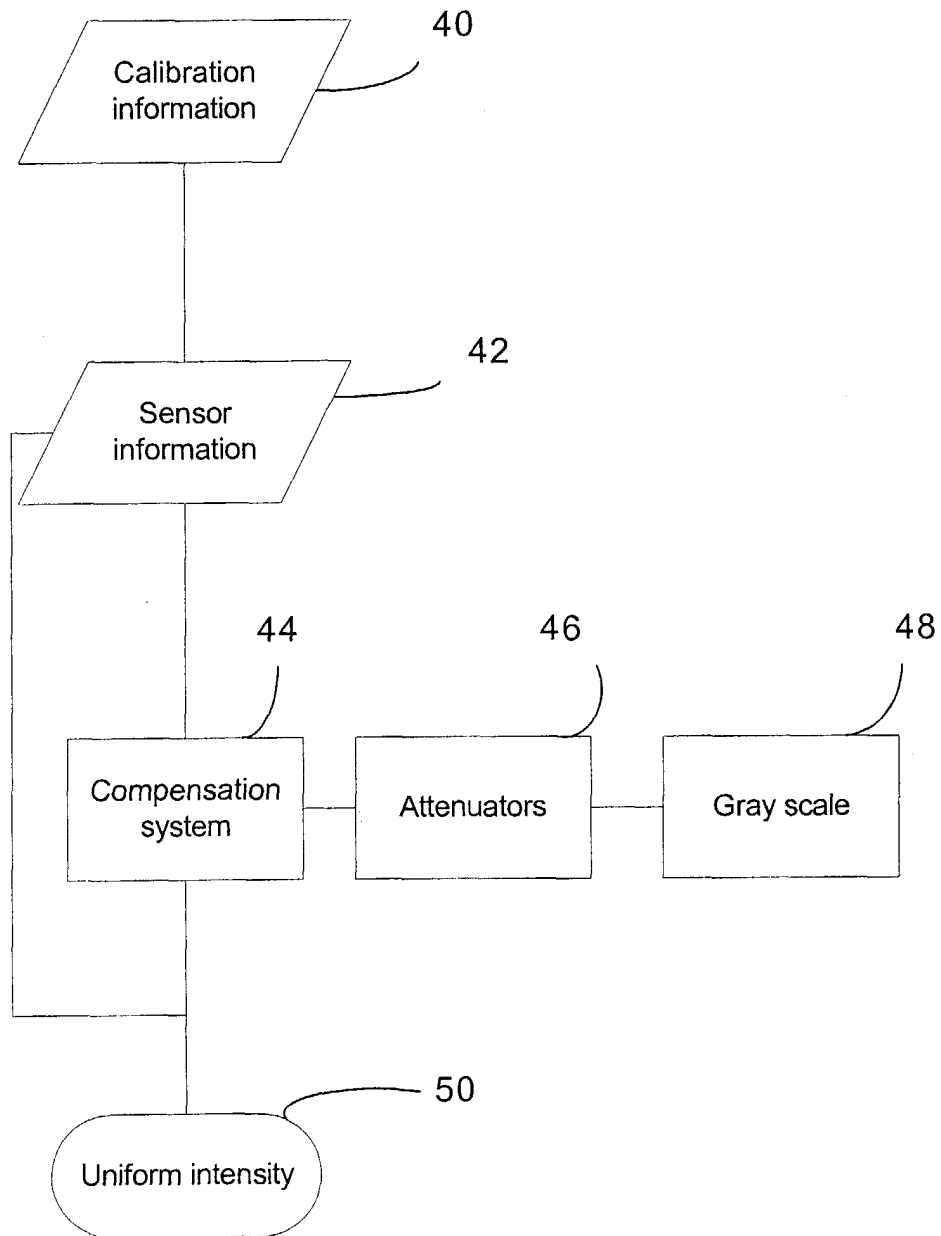 40
Calibration
information
42
Sensor
information
44
46
48
Compensation
system
Attenuators
Gray scale
50
Uniform intensity